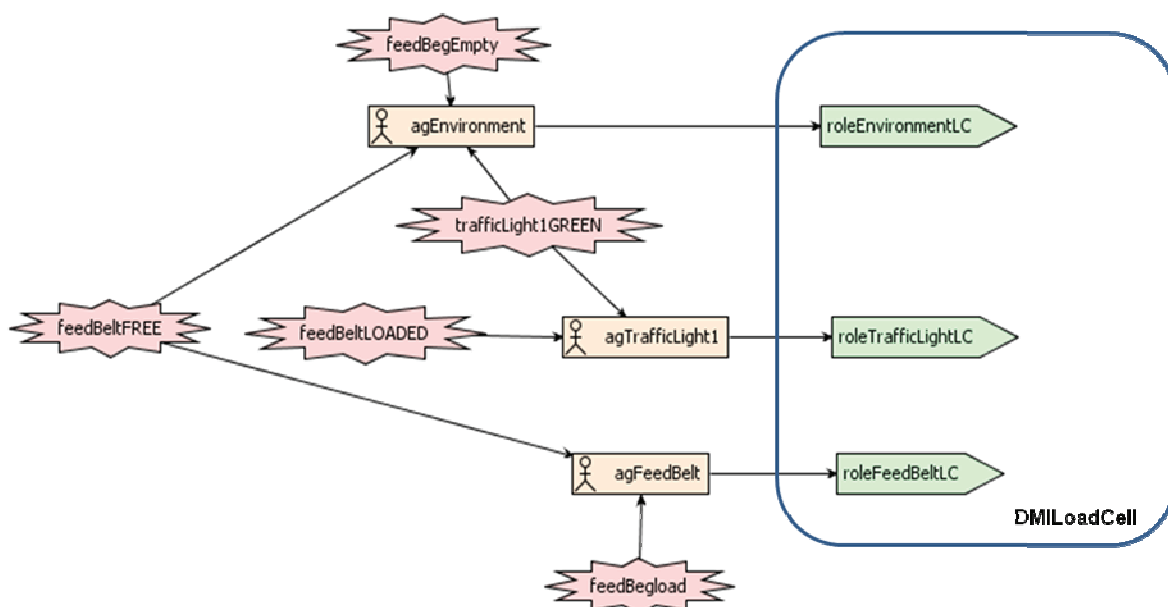 feedBegEmpty
agEnvironment
roleEnvironmentLC
trafficLight1GREEN
feedBeltFREE
feedBeltLOADED
agTrafficLight1
roleTrafficLightLC
agFeedBelt
roleFeedBeltLC
DMILoadCell
feedBegload